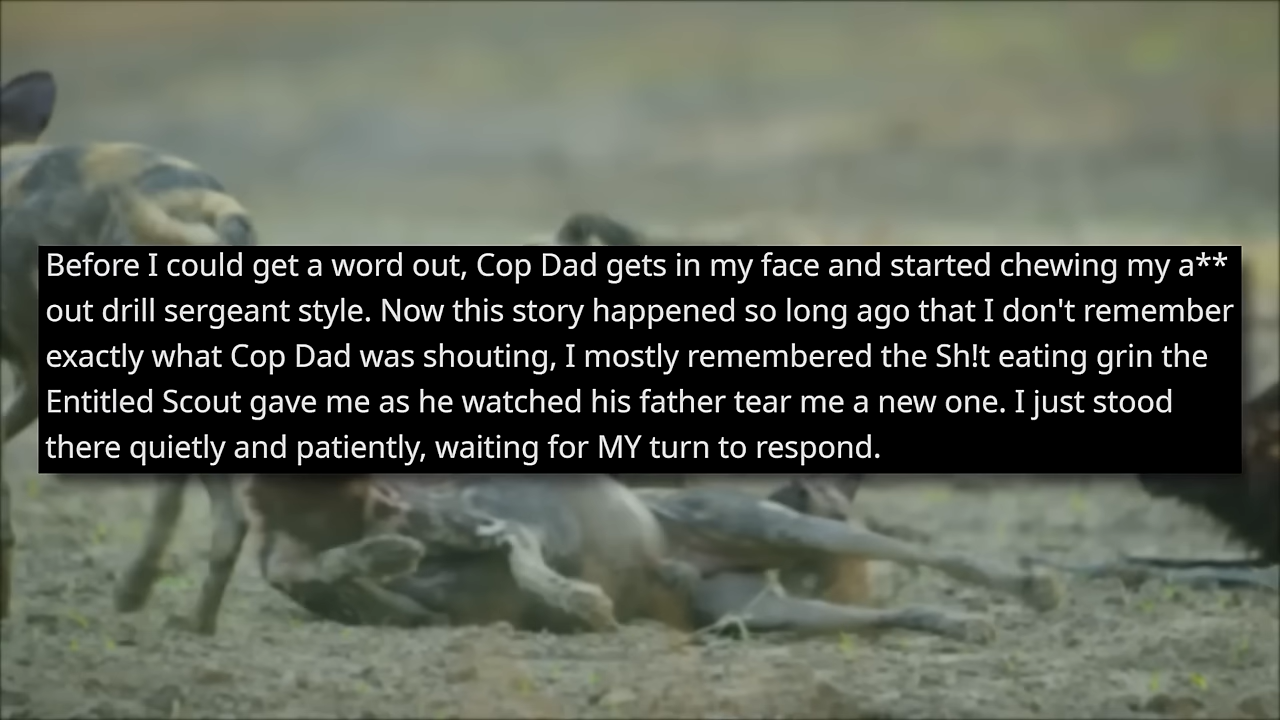 Before I could get a word out, Cop Dad gets in my face and started chewing my a**
out drill sergeant style. Now this story happened so long ago that I don't remember
exactly what Cop Dad was shouting, I mostly remembered the Sh!t eating grin the
Entitled Scout gave me as he watched his father tear me a new one. I just stood
there quietly and patiently, waiting for MY turn to respond.